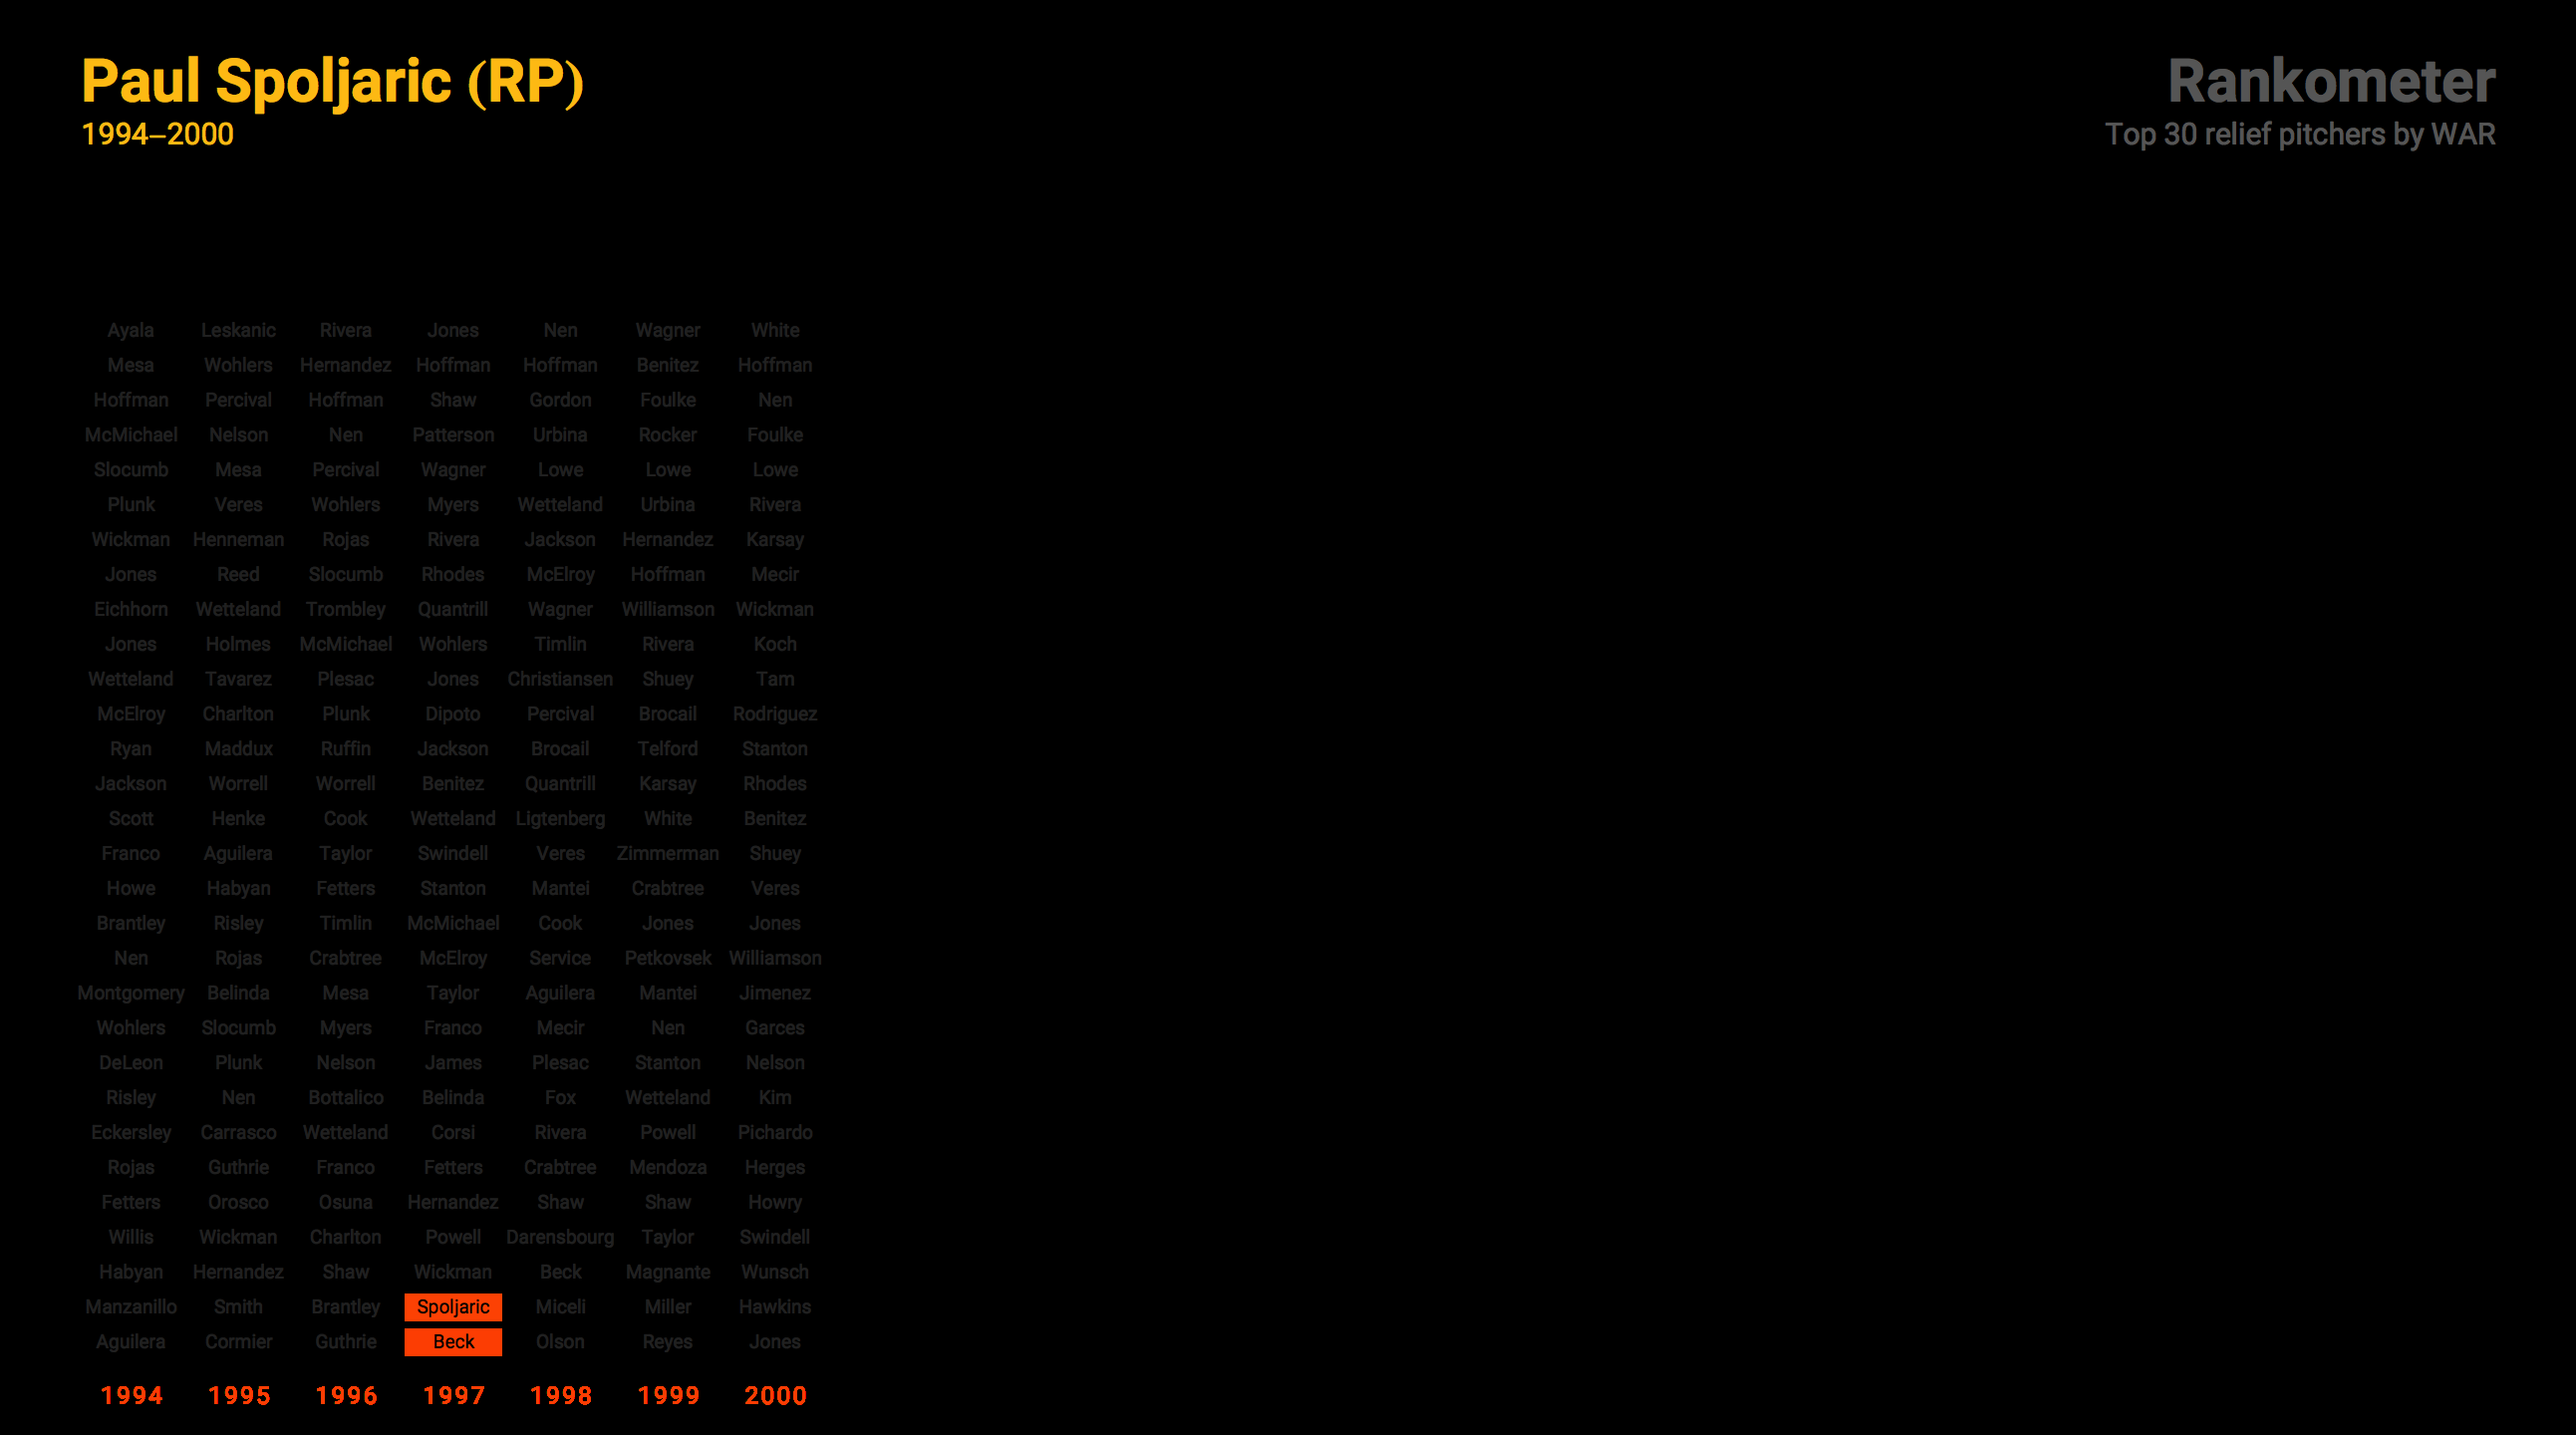 Paul Spoljaric (RP)
1994–2000
Rankometer
Top 30 relief pitchers by WAR
Ayala Leskanic Rivera Jones Nen Wagner White
Mesa Wohlers Hernandez Hoffman Hoffman Benitez Hoffman
Hoffman Percival Hoffman Shaw Gordon Foulke Nen
McMichael Nelson Nen Patterson Urbina Rocker Foulke
Slocumb Mesa Percival Wagner Lowe Lowe Lowe
Plunk Veres Wohlers Myers Wetteland Urbina Rivera
Wickman Henneman Rojas Rivera Jackson Hernandez Karsay
Jones Reed Slocumb Rhodes McElroy Hoffman Mecir
Eichhorn Wetteland Trombley Quantrill Wagner Williamson Wickman
Jones Holmes McMichael Wohlers Timlin Rivera Koch
Wetteland Tavarez Plesac Jones Christiansen Shuey Tam
McElroy Charlton Plunk Dipoto Percival Brocail Rodriguez
Ryan Maddux Ruffin Jackson Brocail Telford Stanton
Jackson Worrell Worrell Benitez Quantrill Karsay Rhodes
Scott Henke Cook Wetteland Ligtenberg White Benitez
Franco Aguilera Taylor Swindell Veres Zimmerman Shuey
Howe Habyan Fetters Stanton Mantei Crabtree Veres
Brantley Risley Timlin McMichael Cook Jones Jones
Nen Rojas Crabtree McElroy Service Petkovsek Williamson
Montgomery Belinda Mesa Taylor Aguilera Mantei Jimenez
Wohlers Slocumb Myers Franco Mecir Nen Garces
DeLeon Plunk Nelson James Plesac Stanton Nelson
Risley Nen Bottalico Belinda Fox Wetteland Kim
Eckersley Carrasco Wetteland Corsi Rivera Powell Pichardo
Rojas Guthrie Franco Fetters Crabtree Mendoza Herges
Fetters Orosco Osuna Hernandez Shaw Shaw Howry
Willis Wickman Charlton Powell Darensbourg Taylor Swindell
Habyan Hernandez Shaw Wickman Beck Magnante Wunsch
Manzanillo Smith Brantley Spoljaric Miceli Miller Hawkins
Aguilera Cormier Guthrie Beck Olson Reyes Jones
1994 1995 1996 1997 1998 1999 2000